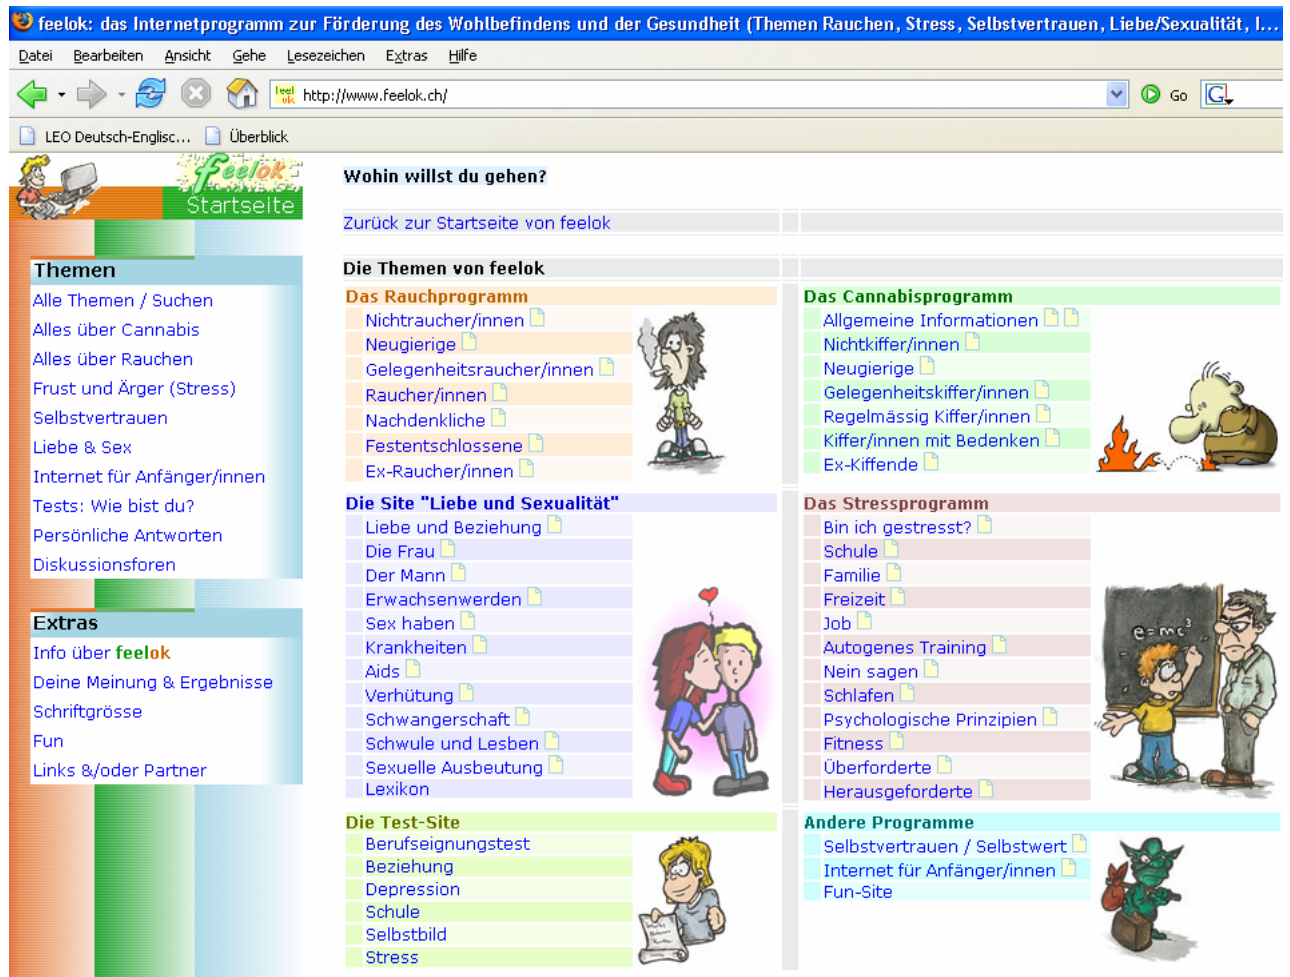 feelok: das Internetprogramm zur Förderung des Wohlbefindens und der Gesundheit (Themen Rauchen, Stress, Selbstvertrauen, Liebe/Sexualität, I...
Datei Bearbeiten Ansicht Gehe Lesezeichen Extras Hilfe
feel ok http://www.feelok.ch/ Go G
LEO Deutsch-Englisc... Überblick
feelok
Startseite
Themen
Alle Themen / Suchen
Alles über Cannabis
Alles über Rauchen
Frust und Ärger (Stress)
Selbstvertrauen
Liebe & Sex
Internet für Anfänger/innen
Tests: Wie bist du?
Persönliche Antworten
Diskussionsforen
Extras
Info über feelok
Deine Meinung & Ergebnisse
Schriftgrösse
Fun
Links &/oder Partner
Wohin willst du gehen?
Zurück zur Startseite von feelok
Die Themen von feelok
Das Rauchprogramm
Nichtraucher/innen
Neugierige
Gelegenheitsraucher/innen
Raucher/innen
Nachdenkliche
Festentschlossene
Ex-Raucher/innen
Das Cannabisprogramm
Allgemeine Informationen
Nichtkiffer/innen
Neugierige
Gelegenheitskiffer/innen
Regelmässig Kiffer/innen
Kiffer/innen mit Bedenken
Ex-Kiffende
Die Site "Liebe und Sexualität"
Liebe und Beziehung
Die Frau
Der Mann
Erwachsenwerden
Sex haben
Krankheiten
Aids
Verhütung
Schwangerschaft
Schwule und Lesben
Sexuelle Ausbeutung
Lexikon
Das Stressprogramm
Bin ich gestresst?
Schule
Familie
Freizeit
Job
Autogenes Training
Nein sagen
Schlafen
Psychologische Prinzipien
Fitness
Überforderte
Herausgeforderte
e=mc³
Die Test-Site
Berufseignungstest
Beziehung
Depression
Schule
Selbstbild
Stress
Andere Programme
Selbstvertrauen / Selbstwert
Internet für Anfänger/innen
Fun-Site